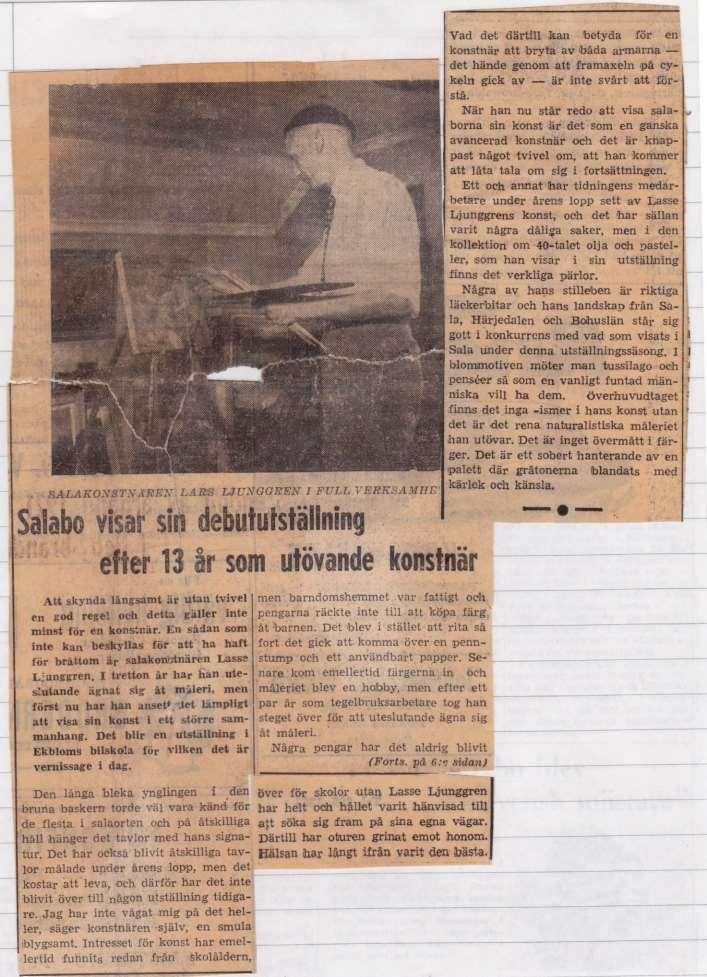 SALAKONSTNÄREN LARS LJUNGGREN I FULL VERKSAMHE
Salabo visar sin debututställning
efter 13 år som utövande konstnär
Att skynda långsamt är utan tvivel
en god regel och detta gäller inte
minst för en konstnär. En sådan som
inte kan beskyllas för att ha haft
för bråttom är salakonstnären Lasse
Ljunggren. I tretton år har han ute-
slutande ägnat sig åt måleri, men
först nu har han ansett det lämpligt
att visa sin konst i ett större sam-
manhang. Det blir en utställning i
Ekbloms bilskola för vilken det är
vernissage i dag.
Den långa bleka ynglingen i den
bruna baskern torde väl vara känd för
de flesta i salaorten och på åtskilliga
håll hänger det tavlor med hans signa-
tur. Det har också blivit åtskilliga tav-
lor målade under årens lopp, men det
kostar att leva, och därför har det inte
blivit över till någon utställning tidiga-
re. Jag har inte vågat mig på det hel-
ler, säger konstnären själv, en smula
blygsamt. Intresset för konst har emel-
lertid funnits redan från skolåldern,
men barndomshemmet var fattigt och
pengarna räckte inte till att köpa färg
åt barnen. Det blev i stället att rita så
fort det gick att komma över en penn-
stump och ett användbart papper. Se-
nare kom emellertid färgerna in och
måleriet blev en hobby, men efter ett
par år som tegelbruksarbetare tog han
steget över för att uteslutande ägna sig
åt måleri.
Några pengar har det aldrig blivit
(Forts. på 6:e sidan)
över för skolor utan Lasse Ljunggren
har helt och hållet varit hänvisad till
att söka sig fram på sina egna vägar.
Därtill har oturen grinat emot honom.
Hälsan har långt ifrån varit den bästa.
Vad det därtill kan betyda för en
konstnär att bryta av båda armarna —
det hände genom att framaxeln på cy-
keln gick av — är inte svårt att för-
stå.
När han nu står redo att visa sala-
borna sin konst är det som en ganska
avancerad konstnär och det är knap-
past något tvivel om, att han kommer
att låta tala om sig i fortsättningen.
Ett och annat har tidningens medar-
betare under årens lopp sett av Lasse
Ljunggrens konst, och det har sällan
varit några dåliga saker, men i den
kollektion om 40-talet olja och pastel-
ler, som han visar i sin utställning
finns det verkliga pärlor.
Några av hans stilleben är riktiga
läckerbitar och hans landskap från Sa-
la, Härjedalen och Bohuslän står sig
gott i konkurrens med vad som visats i
Sala under denna utställningssäsong. I
blommotiven möter man tussilago och
penséer så som en vanligt funtad män-
niska vill ha dem. Överhuvudtaget
finns det inga -ismer i hans konst utan
det är det rena naturalistiska måleriet
han utövar. Det är inget övermått i fär-
ger. Det är ett sobert hanterande av en
palett där gråtonerna blandats med
kärlek och känsla.